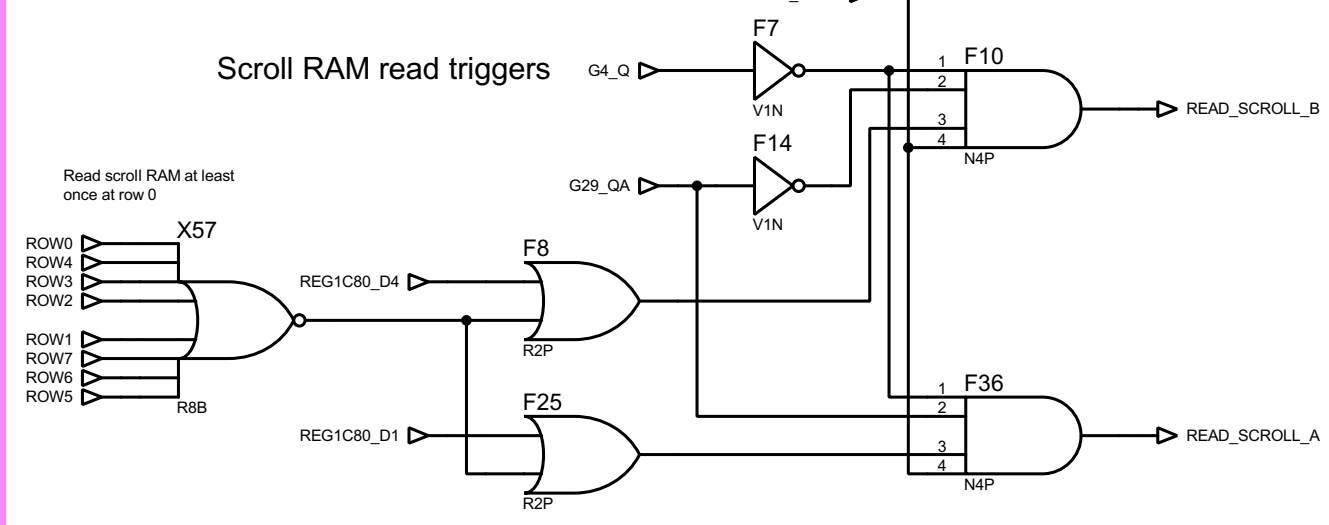 F7
Scroll RAM read triggers
G4_Q
V1N
1
2
3
4
F10
N4P
READ_SCROLL_B
F14
G29_QA
V1N
Read scroll RAM at least
once at row 0
X57
ROW0
ROW4
ROW3
ROW2
ROW1
ROW7
ROW6
ROW5
R8B
F8
REG1C80_D4
R2P
F25
REG1C80_D1
R2P
1
2
3
4
F36
N4P
READ_SCROLL_A